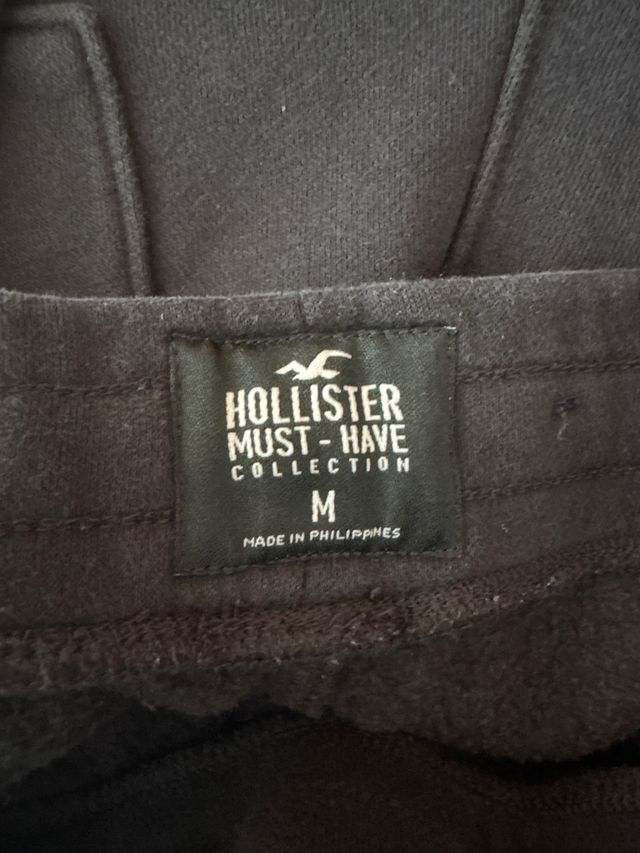 HOLLISTER
MUST - HAVE
COLLECTION
M
MADE IN PHILIPPINES